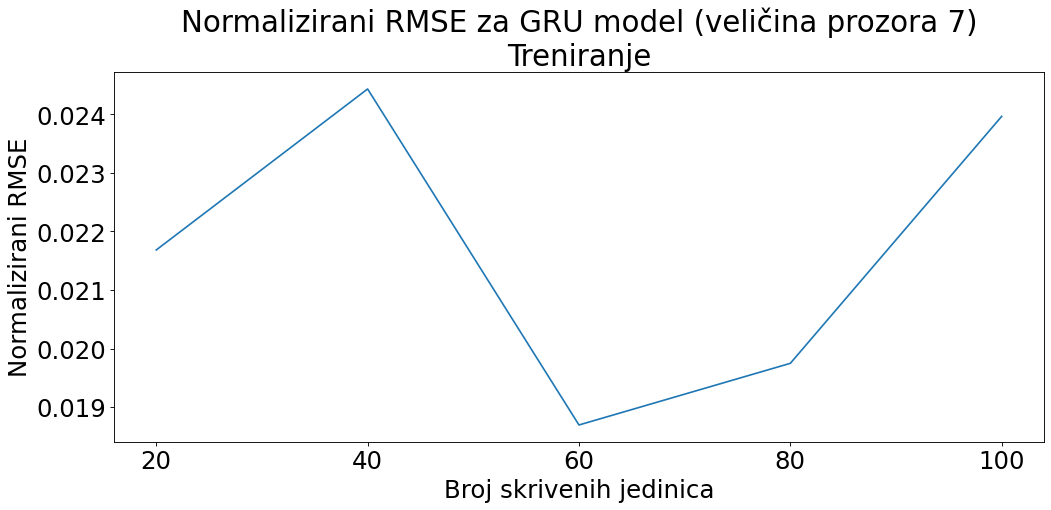 Normalizirani RMSE za GRU model (veličina prozora 7)
Treniranje
Normalizirani RMSE
0.024
0.023
0.022
0.021
0.020
0.019
20 40 60 80 100
Broj skrivenih jedinica